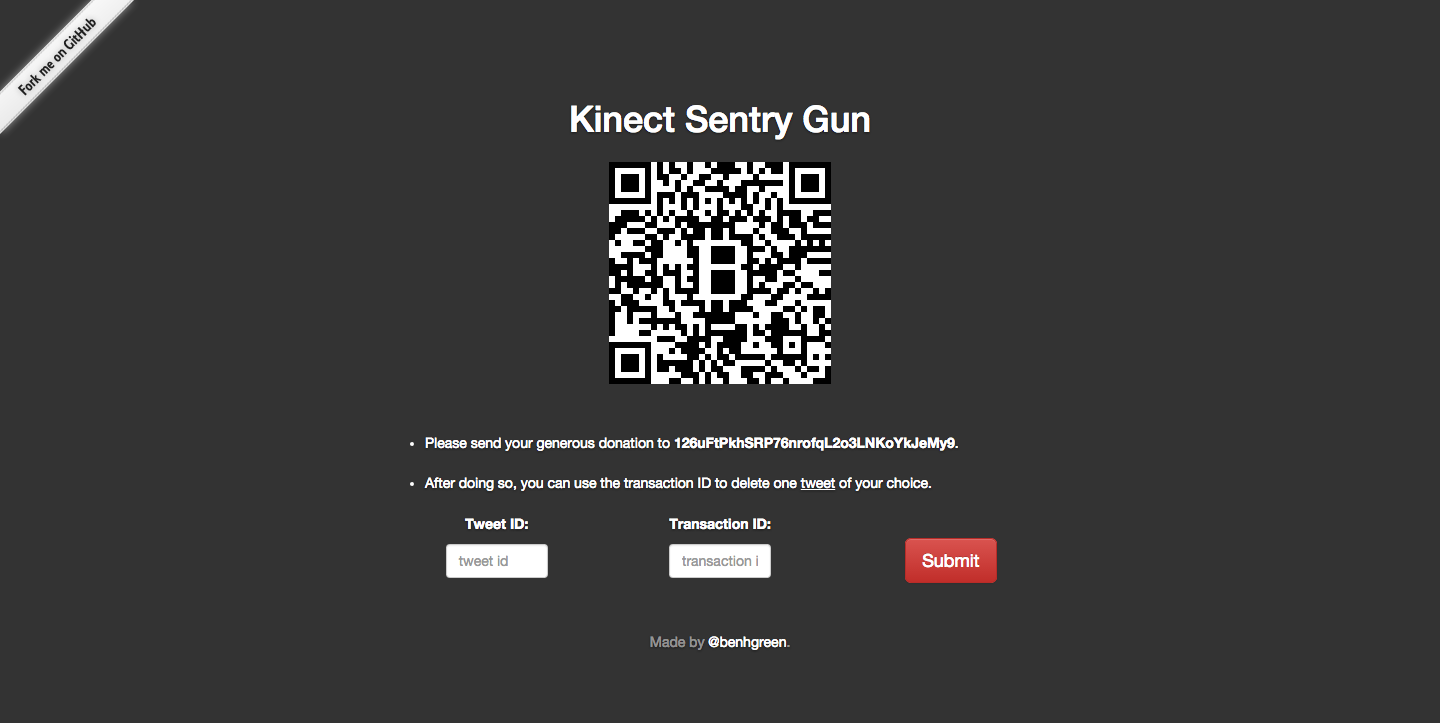 Fork me on GitHub
Kinect Sentry Gun
Please send your generous donation to 126uFtPkhSRP76nrofqL2o3LNKoYkJeMy9.
After doing so, you can use the transaction ID to delete one tweet of your choice.
Tweet ID: Transaction ID:
tweet id transaction i Submit
Made by @benhgreen.